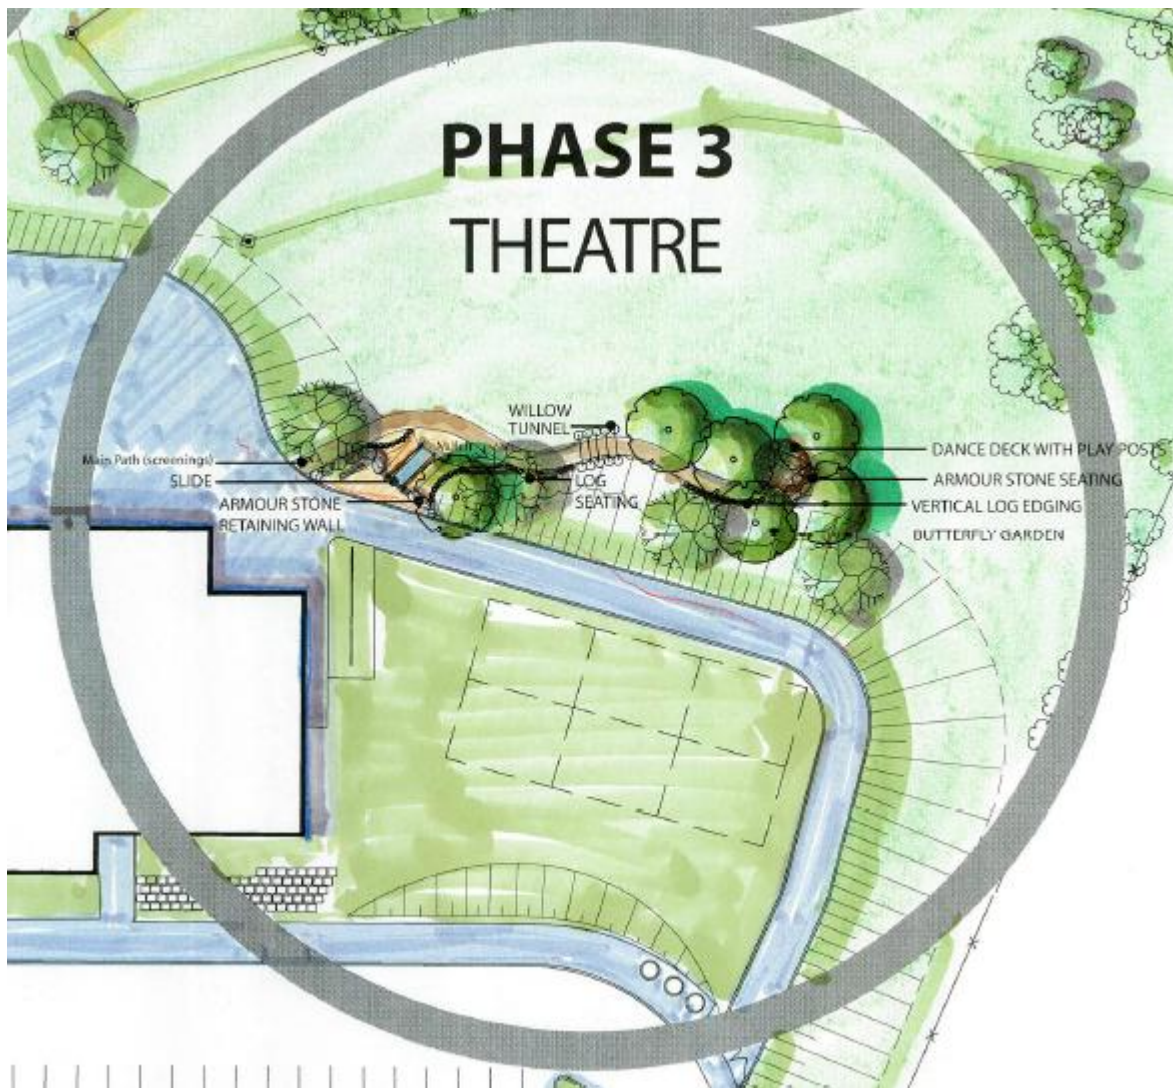 PHASE 3
THEATRE
WILLOW
TUNNEL
Main Path (screenings)
SLIDE
ARMOUR STONE
RETAINING WALL
LOG
SEATING
DANCE DECK WITH PLAY POSTS
ARMOUR STONE SEATING
VERTICAL LOG EDGING
BUTTERFLY GARDEN